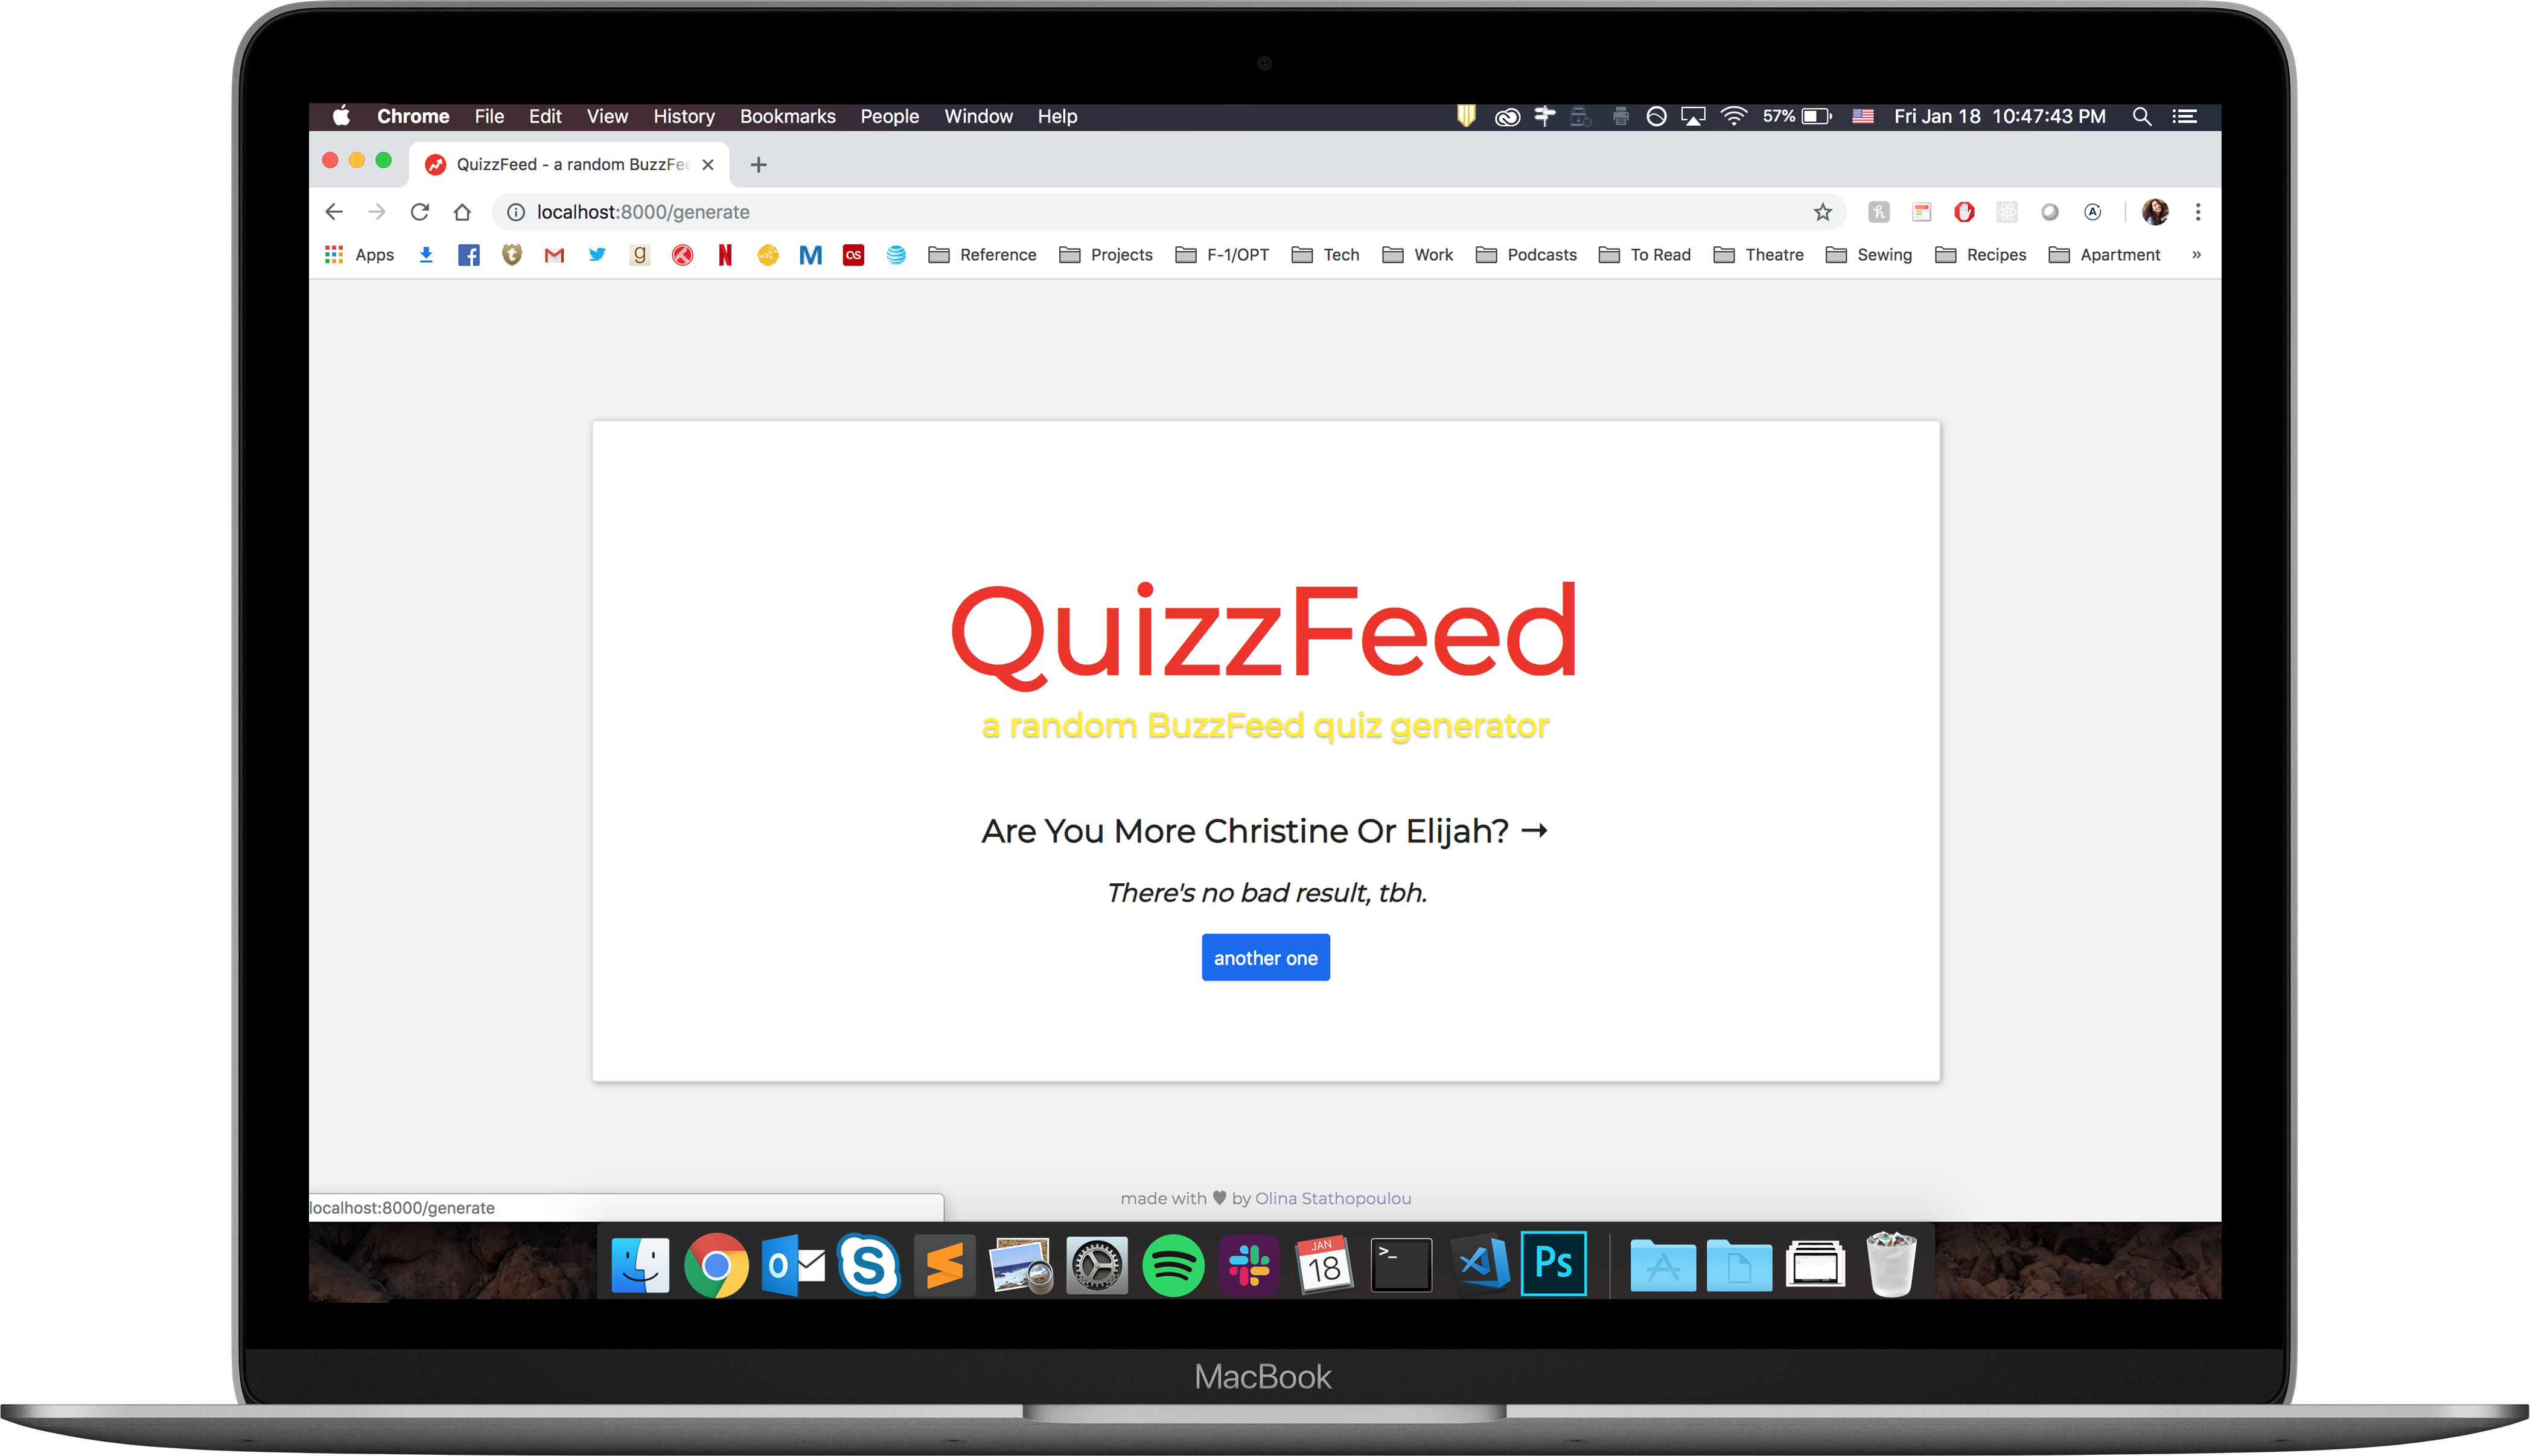 Chrome File Edit View History Bookmarks People Window Help 57% Fri Jan 18 10:47:43 PM
QuizzFeed - a random BuzzFee
localhost:8000/generate
Apps Reference Projects F-1/OPT Tech Work Podcasts To Read Theatre Sewing Recipes Apartment »
QuizzFeed
a random BuzzFeed quiz generator
Are You More Christine Or Elijah? →
There's no bad result, tbh.
another one
made with ♥ by Olina Stathopoulou
localhost:8000/generate
JAN
18
>_
Ps
MacBook